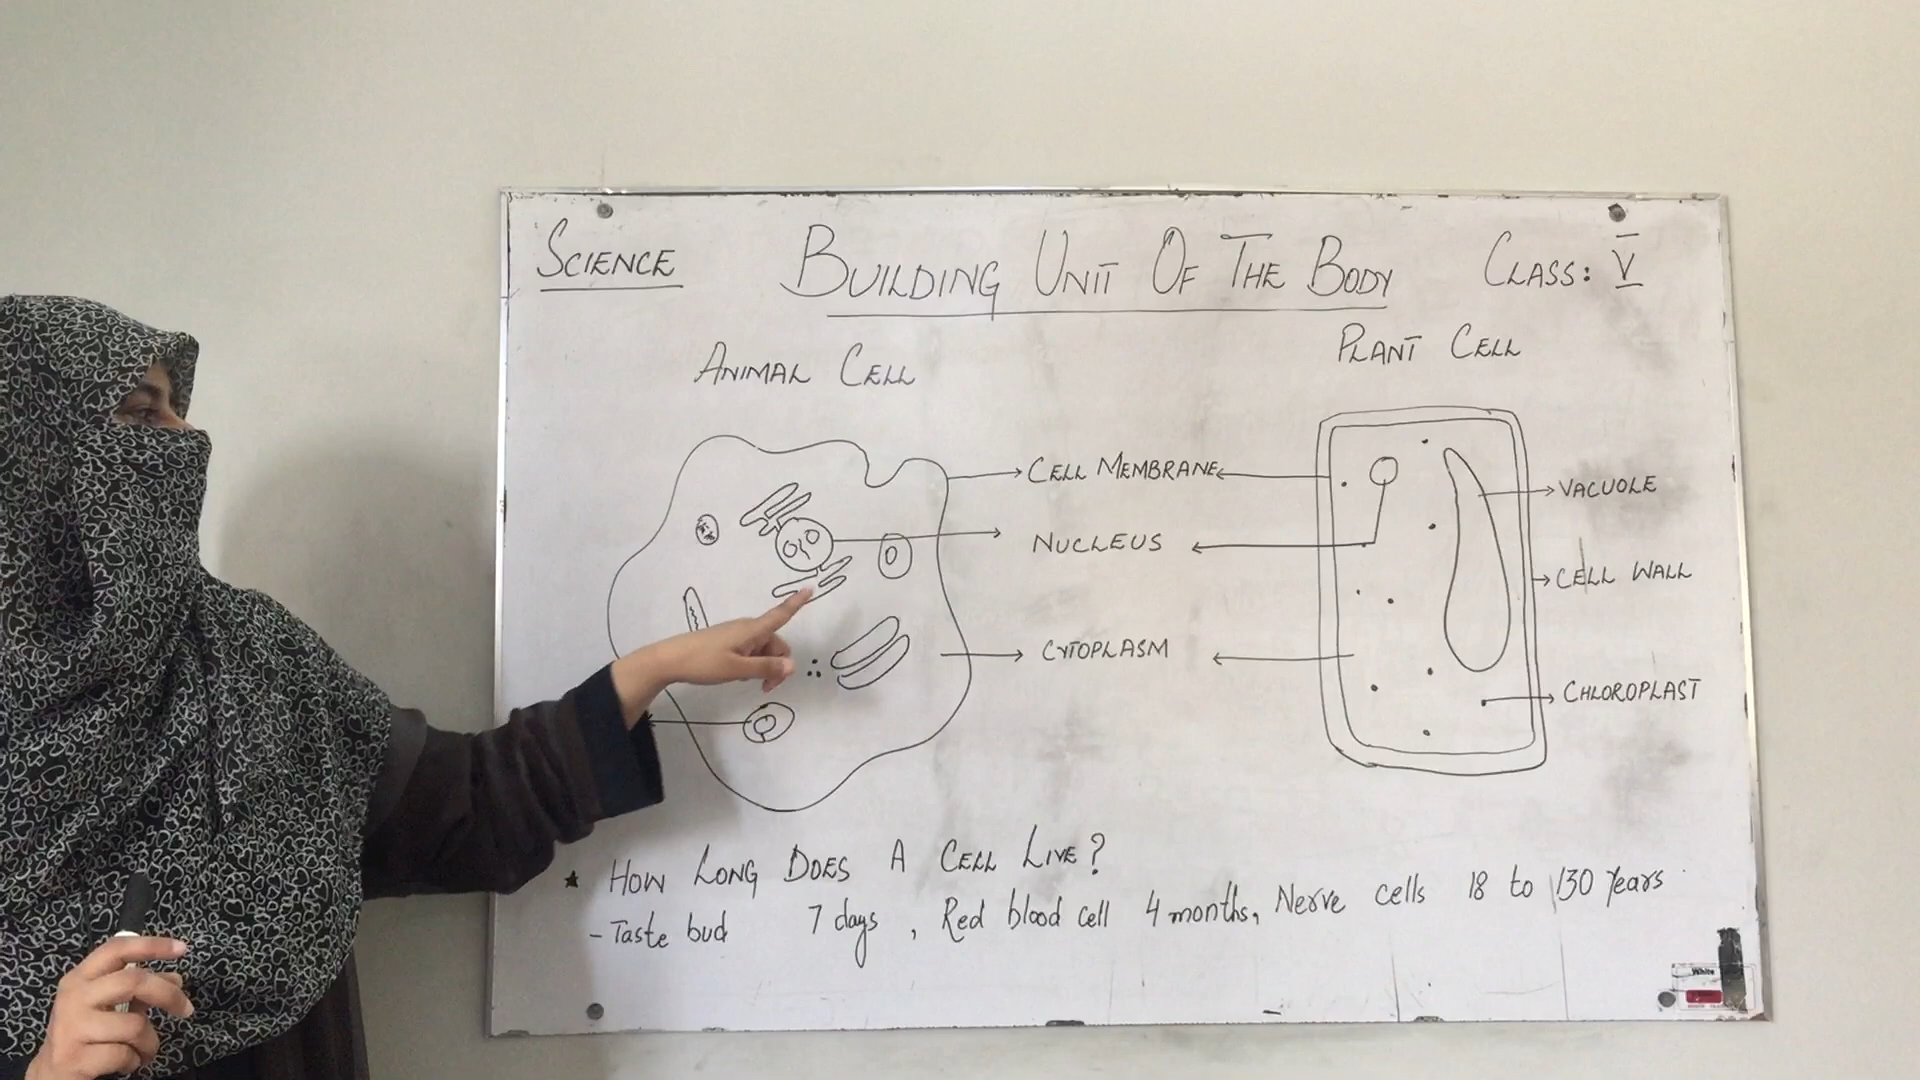 SCIENCE BUILDING UNIT OF THE BODY CLASS: V
ANIMAL CELL
PLANT CELL
CELL MEMBRANE
NUCLEUS
CYTOPLASM
VACUOLE
CELL WALL
CHLOROPLAST
★ HOW LONG DOES A CELL LIVE?
- Taste bud 7 days, Red blood cell 4 months, Nerve cells 18 to 130 years
White